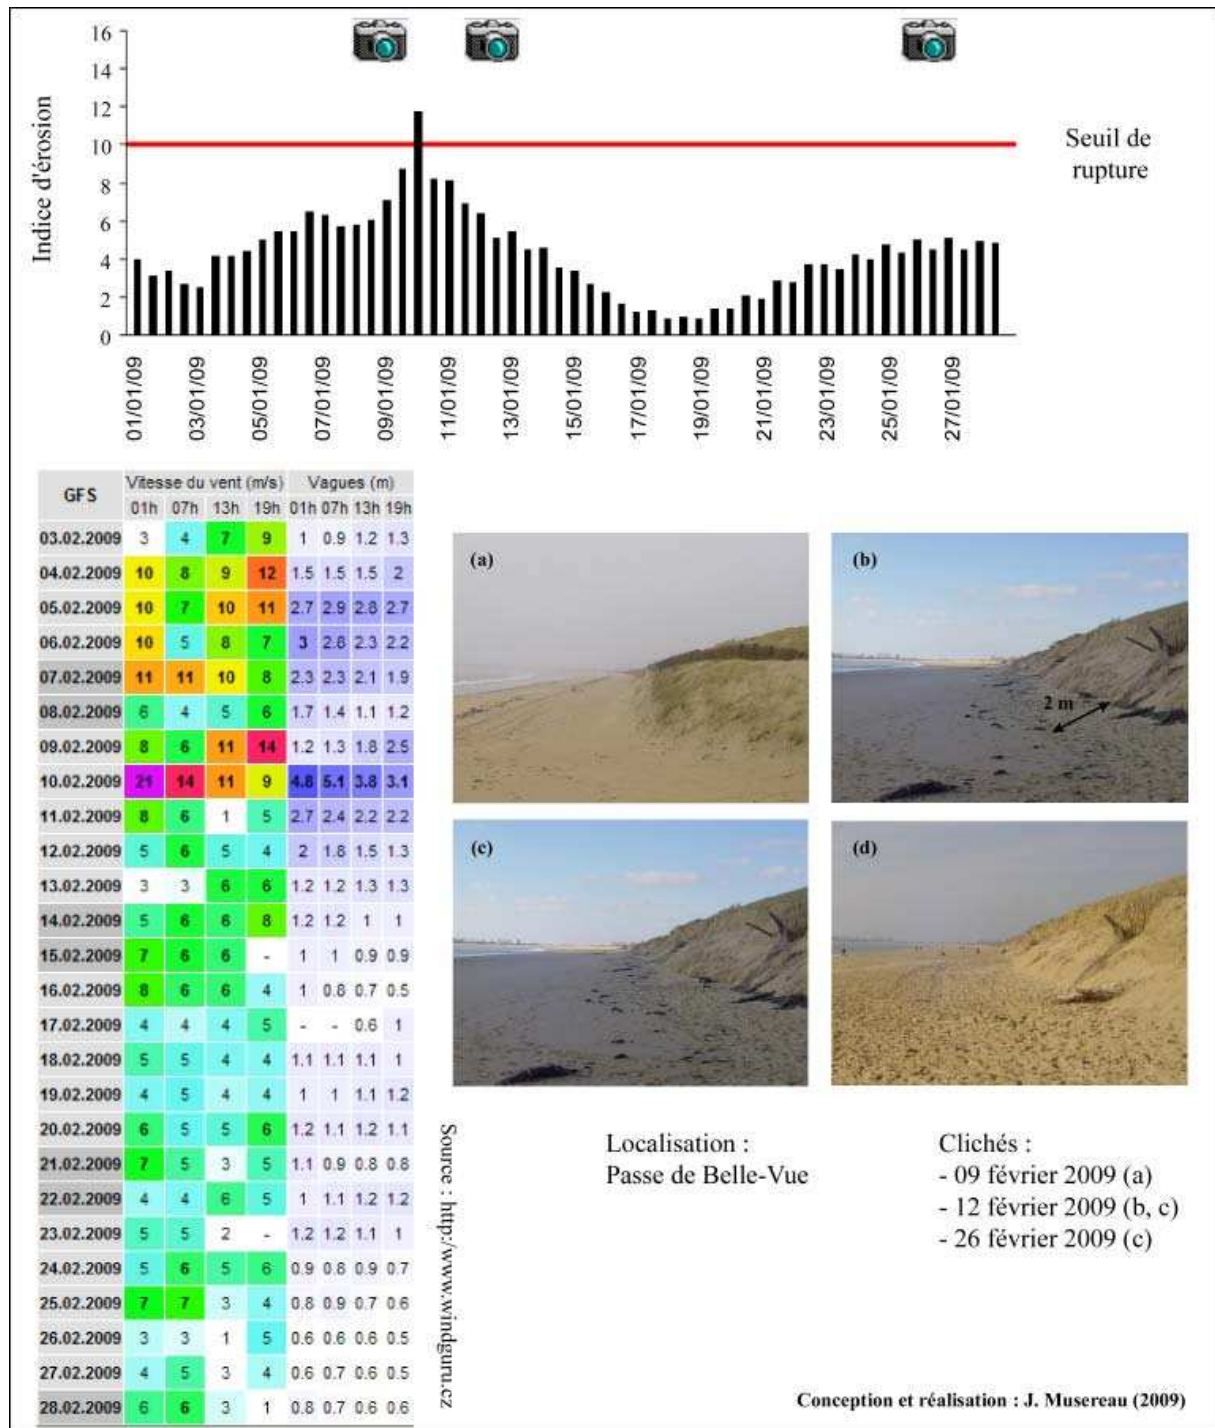 16
14
12
10
8
6
4
2
0
Indice d'érosion
Seuil de
rupture
01/01/09
03/01/09
05/01/09
07/01/09
09/01/09
11/01/09
13/01/09
15/01/09
17/01/09
19/01/09
21/01/09
23/01/09
25/01/09
27/01/09
GFS Vitesse du vent (m/s) Vagues (m)
01h 07h 13h 19h 01h 07h 13h 19h
03.02.2009 3 4 7 9 1 0.9 1.2 1.3
04.02.2009 10 8 9 12 1.5 1.5 1.5 2
05.02.2009 10 7 10 11 2.7 2.9 2.8 2.7
06.02.2009 10 5 8 7 3 2.6 2.3 2.2
07.02.2009 11 11 10 8 2.3 2.3 2.1 1.9
08.02.2009 6 4 5 6 1.7 1.4 1.1 1.2
09.02.2009 8 6 11 14 1.2 1.3 1.8 2.5
10.02.2009 21 14 11 9 4.8 5.1 3.8 3.1
11.02.2009 8 6 1 5 2.7 2.4 2.2 2.2
12.02.2009 5 6 5 4 2 1.8 1.5 1.3
13.02.2009 3 3 6 6 1.2 1.2 1.3 1.3
14.02.2009 5 6 6 8 1.2 1.2 1 1
15.02.2009 7 6 6 - 1 1 0.9 0.9
16.02.2009 8 6 6 4 1 0.8 0.7 0.5
17.02.2009 4 4 4 5 - - 0.6 1
18.02.2009 5 5 4 4 1.1 1.1 1.1 1
19.02.2009 4 5 4 4 1 1 1.1 1.2
20.02.2009 6 5 5 6 1.2 1.1 1.2 1.1
21.02.2009 7 5 3 5 1.1 0.9 0.8 0.8
22.02.2009 4 4 6 5 1 1.1 1.2 1.2
23.02.2009 5 5 2 - 1.2 1.2 1.1 1
24.02.2009 5 6 5 6 0.9 0.8 0.9 0.7
25.02.2009 7 7 3 4 0.8 0.9 0.7 0.6
26.02.2009 3 3 1 5 0.6 0.6 0.6 0.5
27.02.2009 4 5 3 4 0.6 0.7 0.6 0.5
28.02.2009 6 6 3 1 0.8 0.7 0.6 0.6
Source : http:/www.windguru.cz
(a)
(b)
2 m
(c)
(d)
Localisation :
Passe de Belle-Vue
Clichés :
- 09 février 2009 (a)
- 12 février 2009 (b, c)
- 26 février 2009 (c)
Conception et réalisation : J. Musereau (2009)